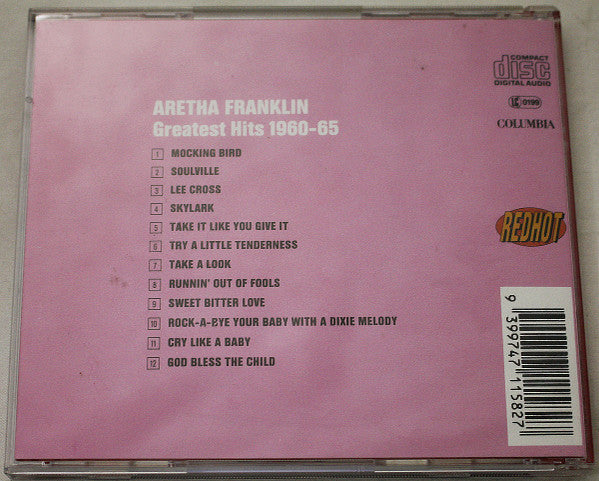 COMPACT
disc
DIGITAL AUDIO
0199
COLUMBIA
ARETHA FRANKLIN
Greatest Hits 1960-65
1 MOCKING BIRD
2 SOULVILLE
3 LEE CROSS
4 SKYLARK
5 TAKE IT LIKE YOU GIVE IT
6 TRY A LITTLE TENDERNESS
7 TAKE A LOOK
8 RUNNIN' OUT OF FOOLS
9 SWEET BITTER LOVE
10 ROCK-A-BYE YOUR BABY WITH A DIXIE MELODY
11 CRY LIKE A BABY
12 GOD BLESS THE CHILD
REDHOT
9 399747 115827